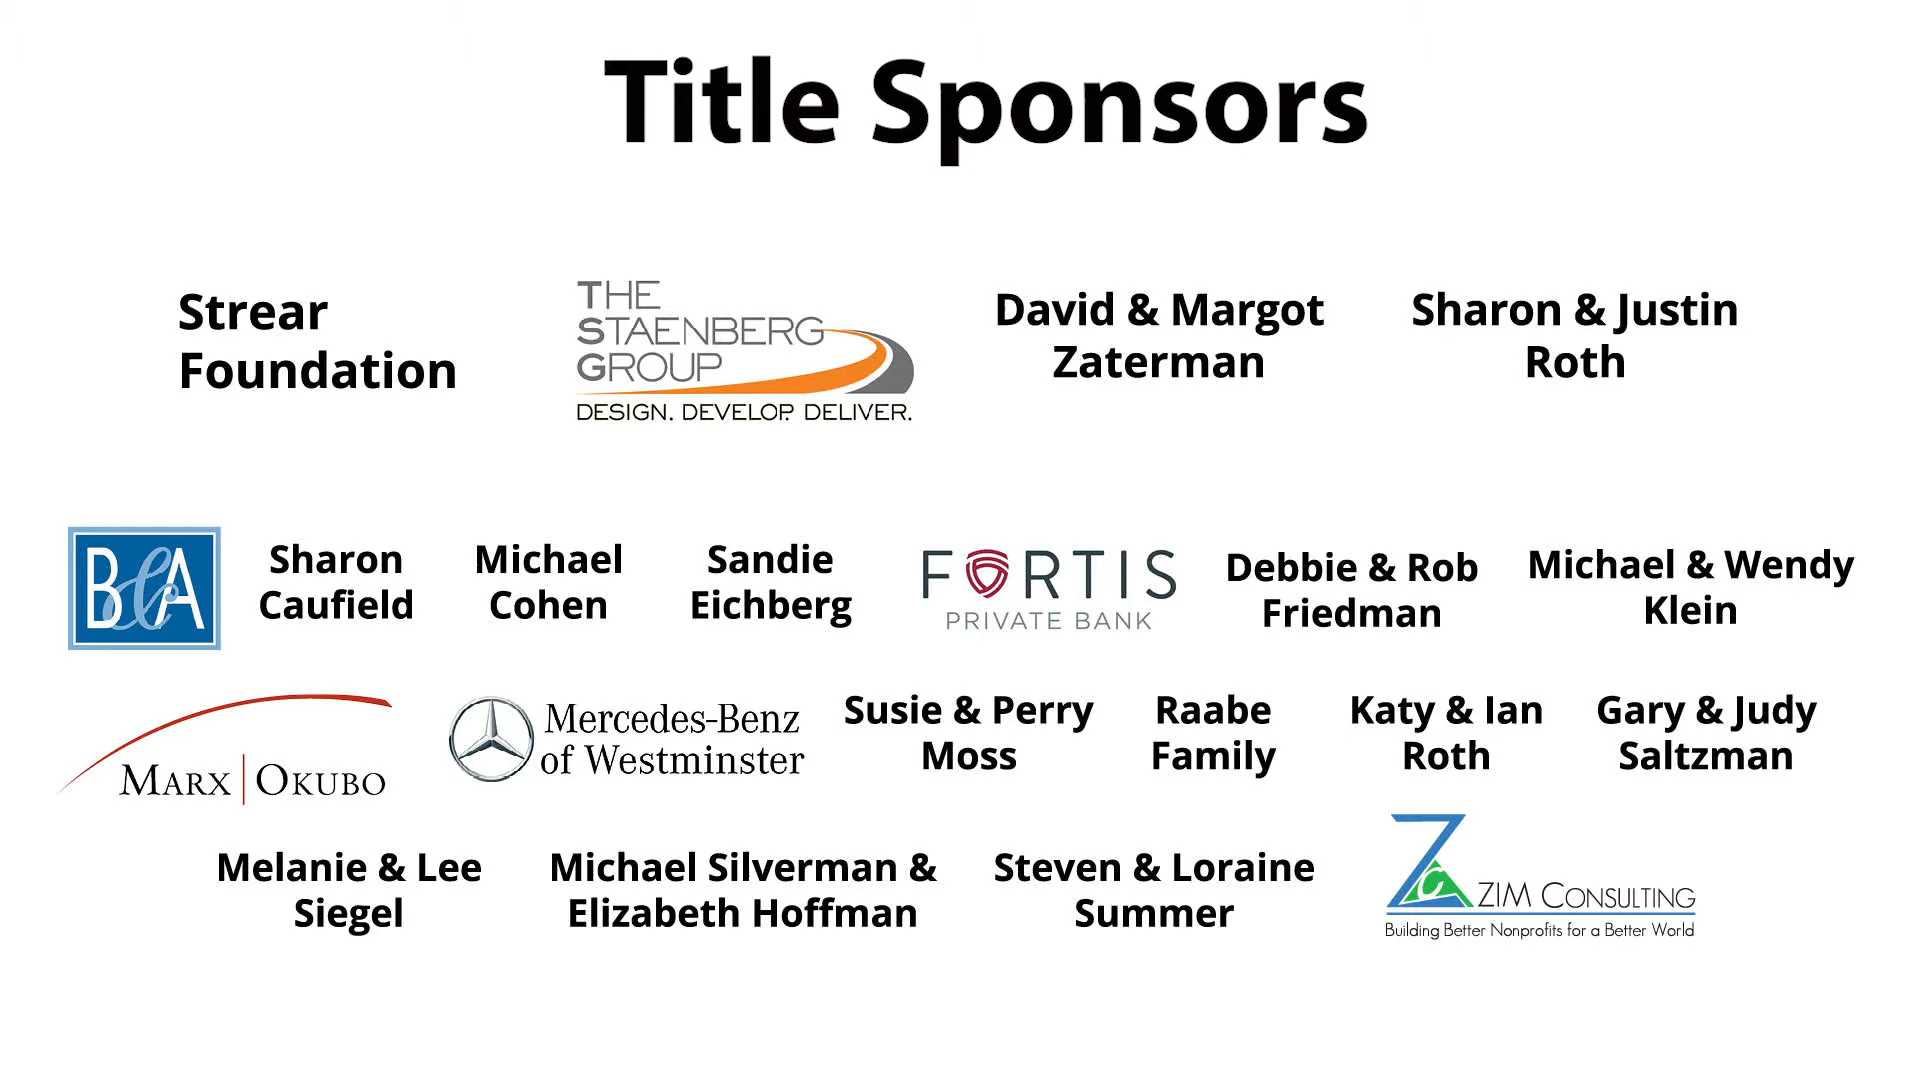 Title Sponsors
Strear
Foundation
THE
STAENBERG
GROUP
DESIGN. DEVELOP. DELIVER.
David & Margot
Zaterman
Sharon & Justin
Roth
B&A
Sharon
Caufield
Michael
Cohen
Sandie
Eichberg
FORTIS
PRIVATE BANK
Debbie & Rob
Friedman
Michael & Wendy
Klein
MARX | OKUBO
Mercedes-Benz
of Westminster
Susie & Perry
Moss
Raabe
Family
Katy & Ian
Roth
Gary & Judy
Saltzman
Melanie & Lee
Siegel
Michael Silverman &
Elizabeth Hoffman
Steven & Loraine
Summer
ZC
ZIM CONSULTING
Building Better Nonprofits for a Better World